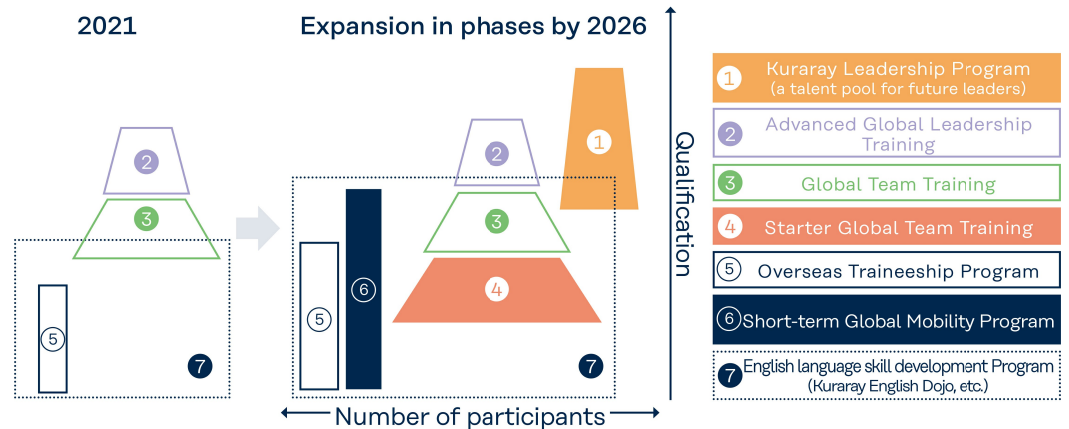 2021
Expansion in phases by 2026
2
3
5
7
1
2
3
4
6
5
7
Number of participants
Qualification
1 Kuraray Leadership Program
(a talent pool for future leaders)
2 Advanced Global Leadership
Training
3 Global Team Training
4 Starter Global Team Training
5 Overseas Traineeship Program
6 Short-term Global Mobility Program
7 English language skill development Program
(Kuraray English Dojo, etc.)